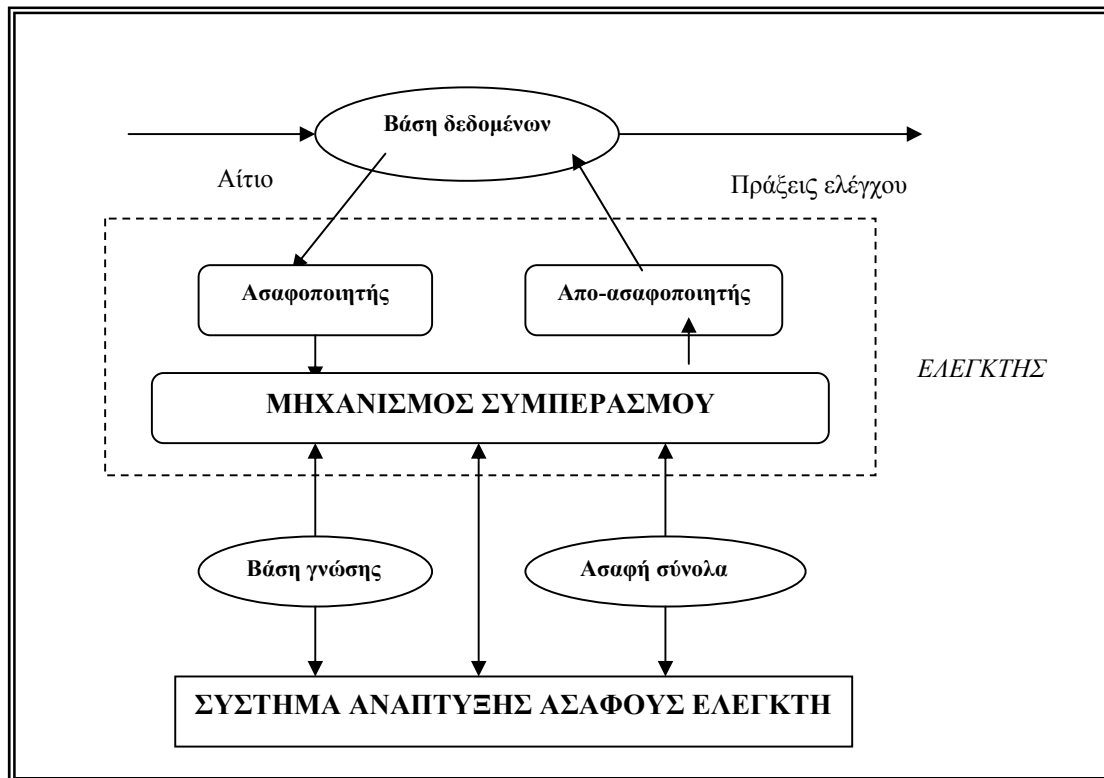 Βάση δεδομένων
Αίτιο
Πράξεις ελέγχου
Ασαφοποιητής
Απο-ασαφοποιητής
ΕΛΕΓΚΤΗΣ
ΜΗΧΑΝΙΣΜΟΣ ΣΥΜΠΕΡΑΣΜΟΥ
Βάση γνώσης
Ασαφή σύνολα
ΣΥΣΤΗΜΑ ΑΝΑΠΤΥΞΗΣ ΑΣΑΦΟΥΣ ΕΛΕΓΚΤΗ